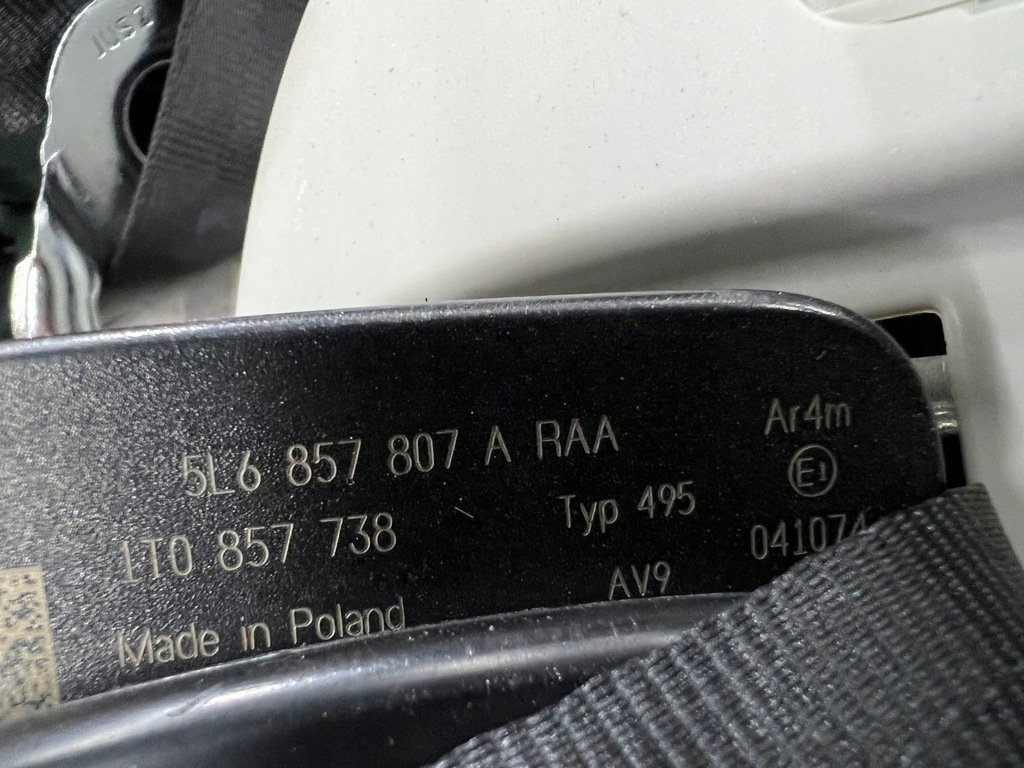 5L6 857 807 A RAA
1T0 857 738
Made in Poland
Typ 495
AV9
Ar4m
E1
041074